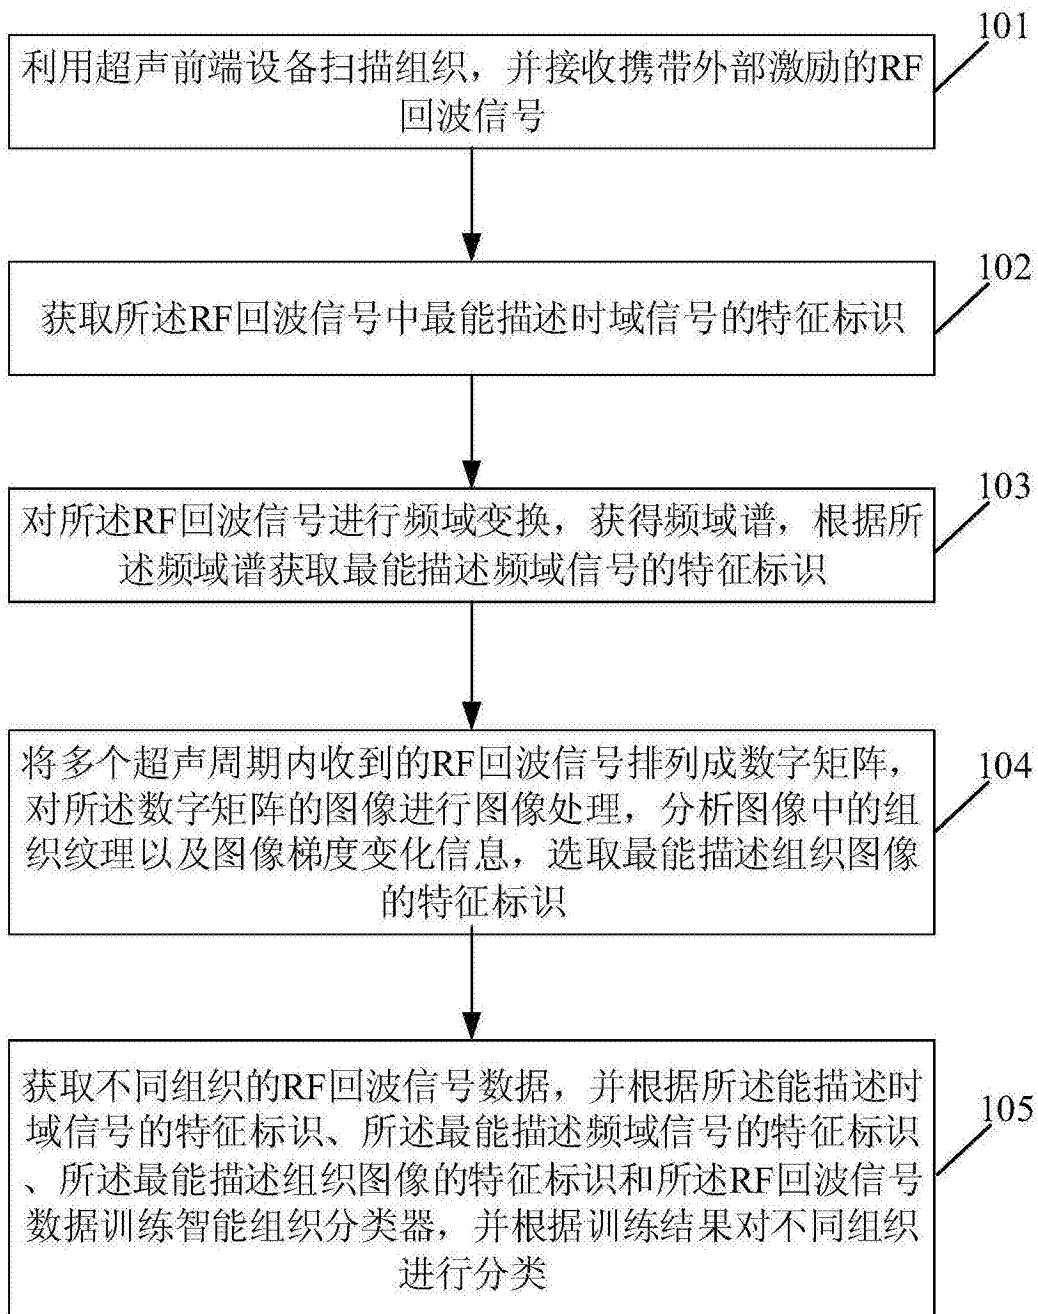 101
利用超声前端设备扫描组织，并接收携带外部激励的RF
回波信号
102
获取所述RF回波信号中最能描述时域信号的特征标识
103
对所述RF回波信号进行频域变换，获得频域谱，根据所
述频域谱获取最能描述频域信号的特征标识
104
将多个超声周期内收到的RF回波信号排列成数字矩阵，
对所述数字矩阵的图像进行图像处理，分析图像中的组
织纹理以及图像梯度变化信息，选取最能描述组织图像
的特征标识
105
获取不同组织的RF回波信号数据，并根据所述能描述时
域信号的特征标识、所述最能描述频域信号的特征标识
、所述最能描述组织图像的特征标识和所述RF回波信号
数据训练智能组织分类器，并根据训练结果对不同组织
进行分类